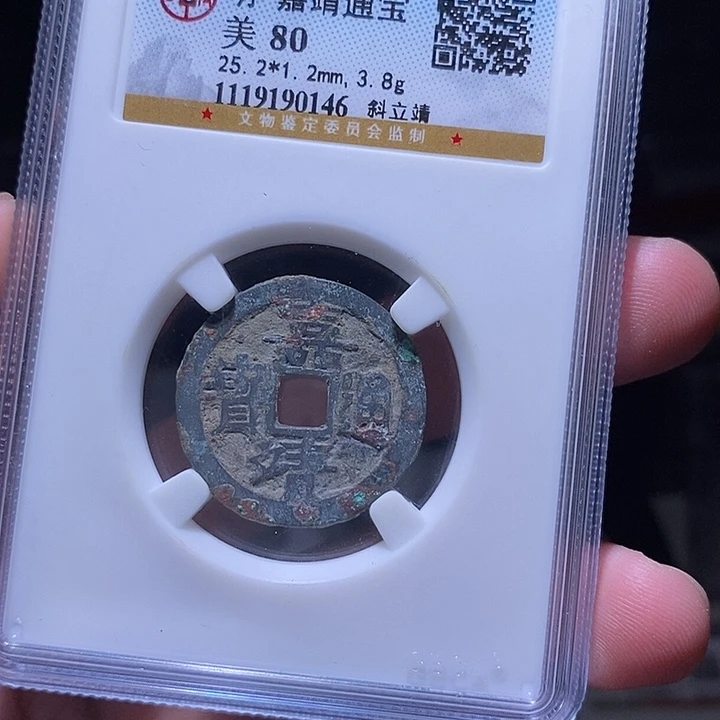 嘉靖通宝
美 80
25.2*1.2mm, 3.8g
1119190146 斜立靖
★ 文物鉴定委员会监制 ★
嘉
寶 通
靖